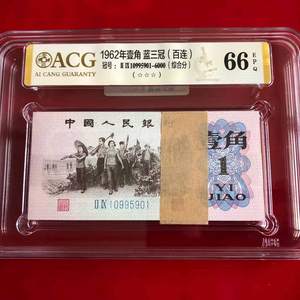 ACG
AI CANG GUARANTY
1962年壹角 蓝三冠（百连）
冠号：II IX 10995901-6000（综合分）
（☆☆☆）
66 EPQ
中国人民银
II IX 10995901
壹角
1
YI JIAO